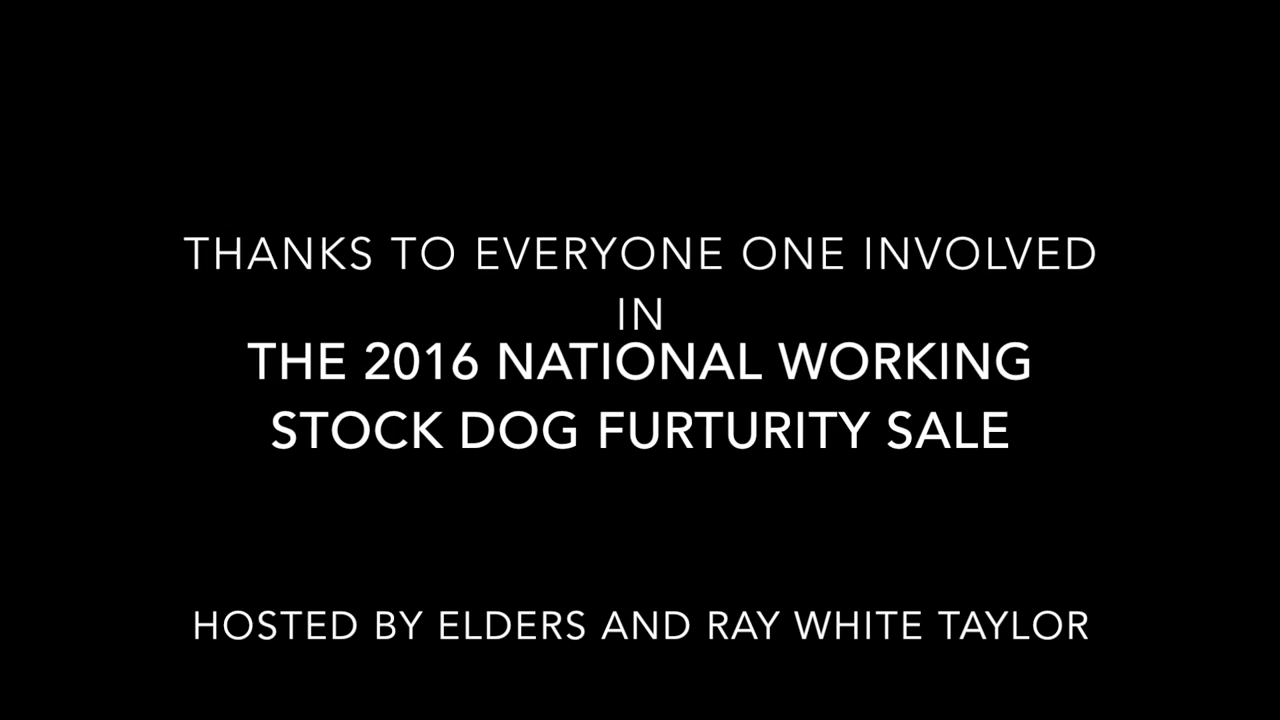 THANKS TO EVERYONE ONE INVOLVED
IN
THE 2016 NATIONAL WORKING
STOCK DOG FURTURITY SALE
HOSTED BY ELDERS AND RAY WHITE TAYLOR